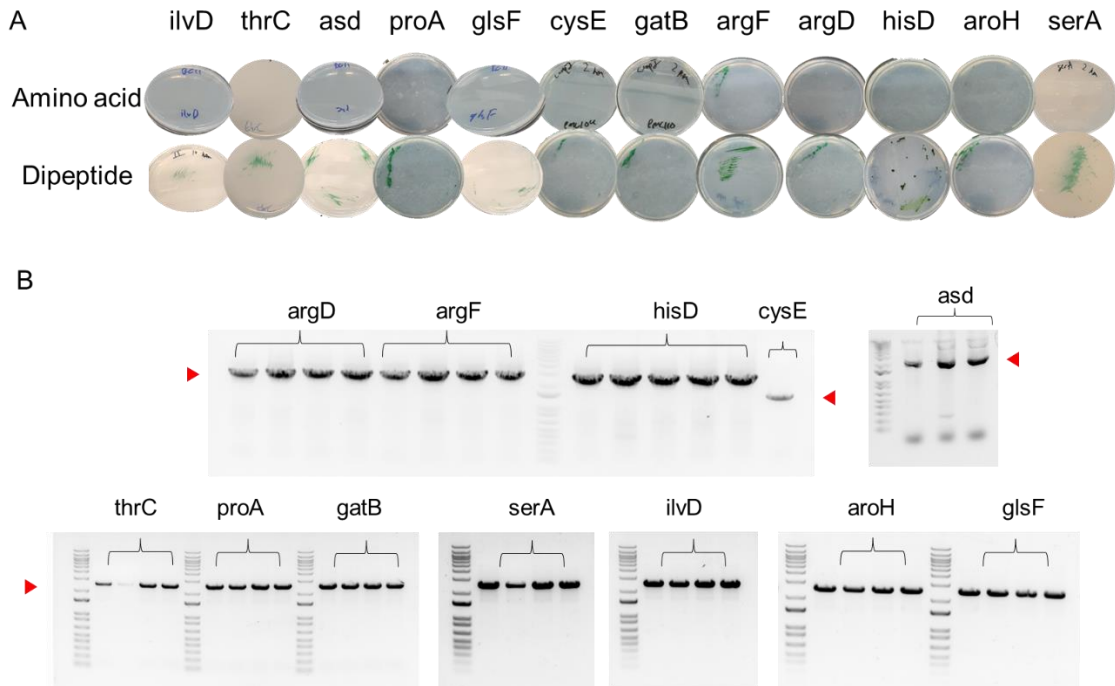 A
ilvD thrC asd proA glsF cysE gatB argF argD hisD aroH serA
Amino acid
ilvD
Dipeptide
B
argD argF hisD cysE asd
thrC proA gatB serA ilvD aroH glsF